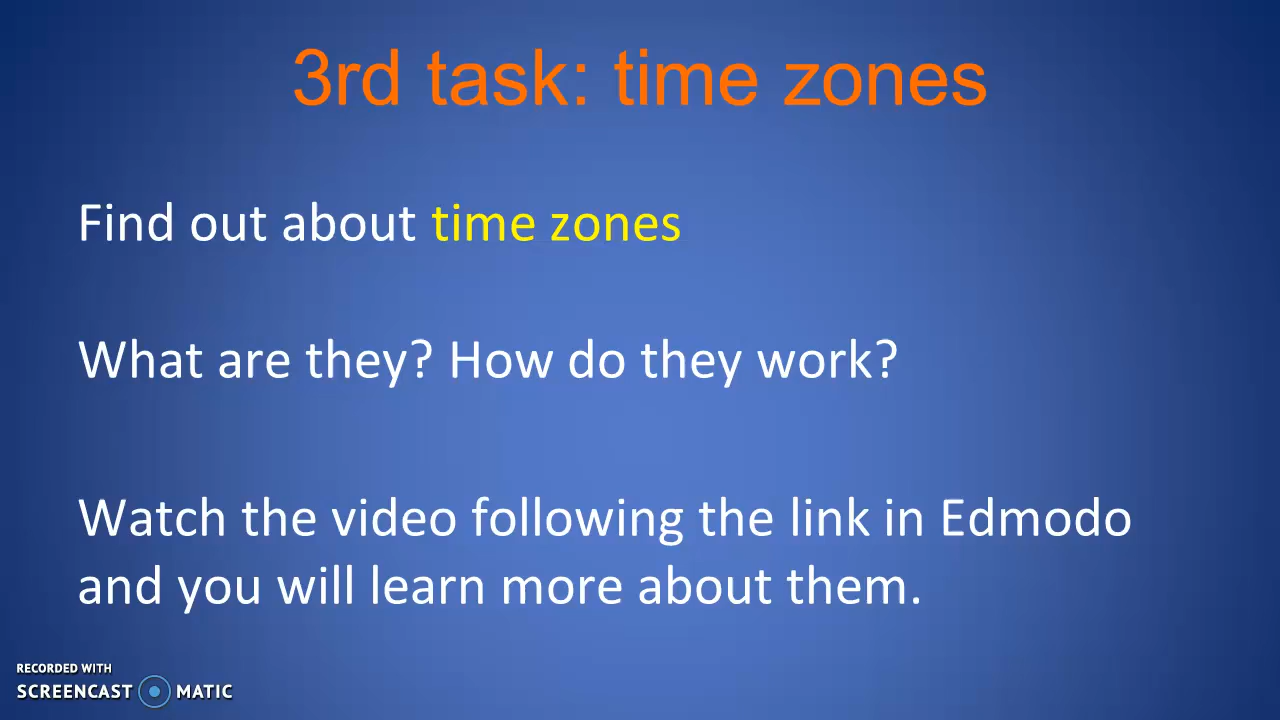 3rd task: time zones
Find out about time zones
What are they? How do they work?
Watch the video following the link in Edmodo
and you will learn more about them.
RECORDED WITH
SCREENCAST MATIC